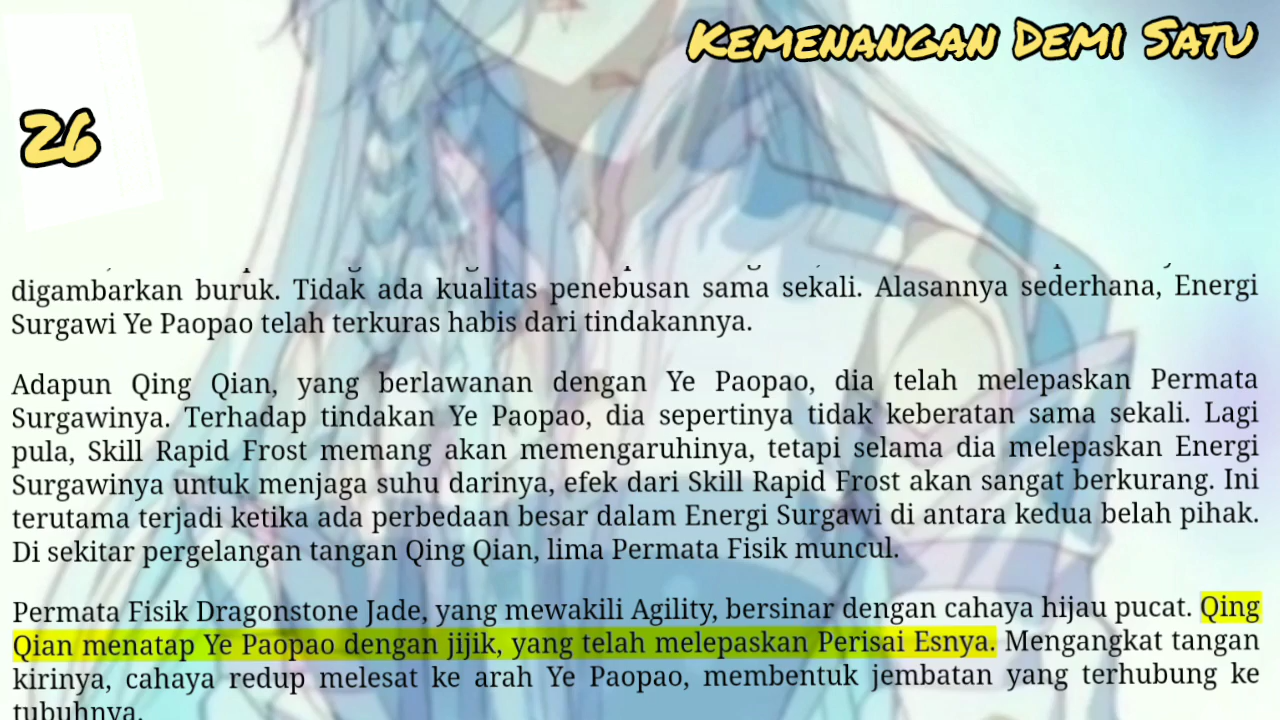 Kemenangan Demi Satu
26
digambarkan buruk. Tidak ada kualitas penebusan sama sekali. Alasannya sederhana, Energi
Surgawi Ye Paopao telah terkuras habis dari tindakannya.
Adapun Qing Qian, yang berlawanan dengan Ye Paopao, dia telah melepaskan Permata
Surgawinya. Terhadap tindakan Ye Paopao, dia sepertinya tidak keberatan sama sekali. Lagi
pula, Skill Rapid Frost memang akan memengaruhinya, tetapi selama dia melepaskan Energi
Surgawinya untuk menjaga suhu darinya, efek dari Skill Rapid Frost akan sangat berkurang. Ini
terutama terjadi ketika ada perbedaan besar dalam Energi Surgawi di antara kedua belah pihak.
Di sekitar pergelangan tangan Qing Qian, lima Permata Fisik muncul.
Permata Fisik Dragonstone Jade, yang mewakili Agility, bersinar dengan cahaya hijau pucat. Qing
Qian menatap Ye Paopao dengan jijik, yang telah melepaskan Perisai Esnya. Mengangkat tangan
kirinya, cahaya redup melesat ke arah Ye Paopao, membentuk jembatan yang terhubung ke
tubuhnya.